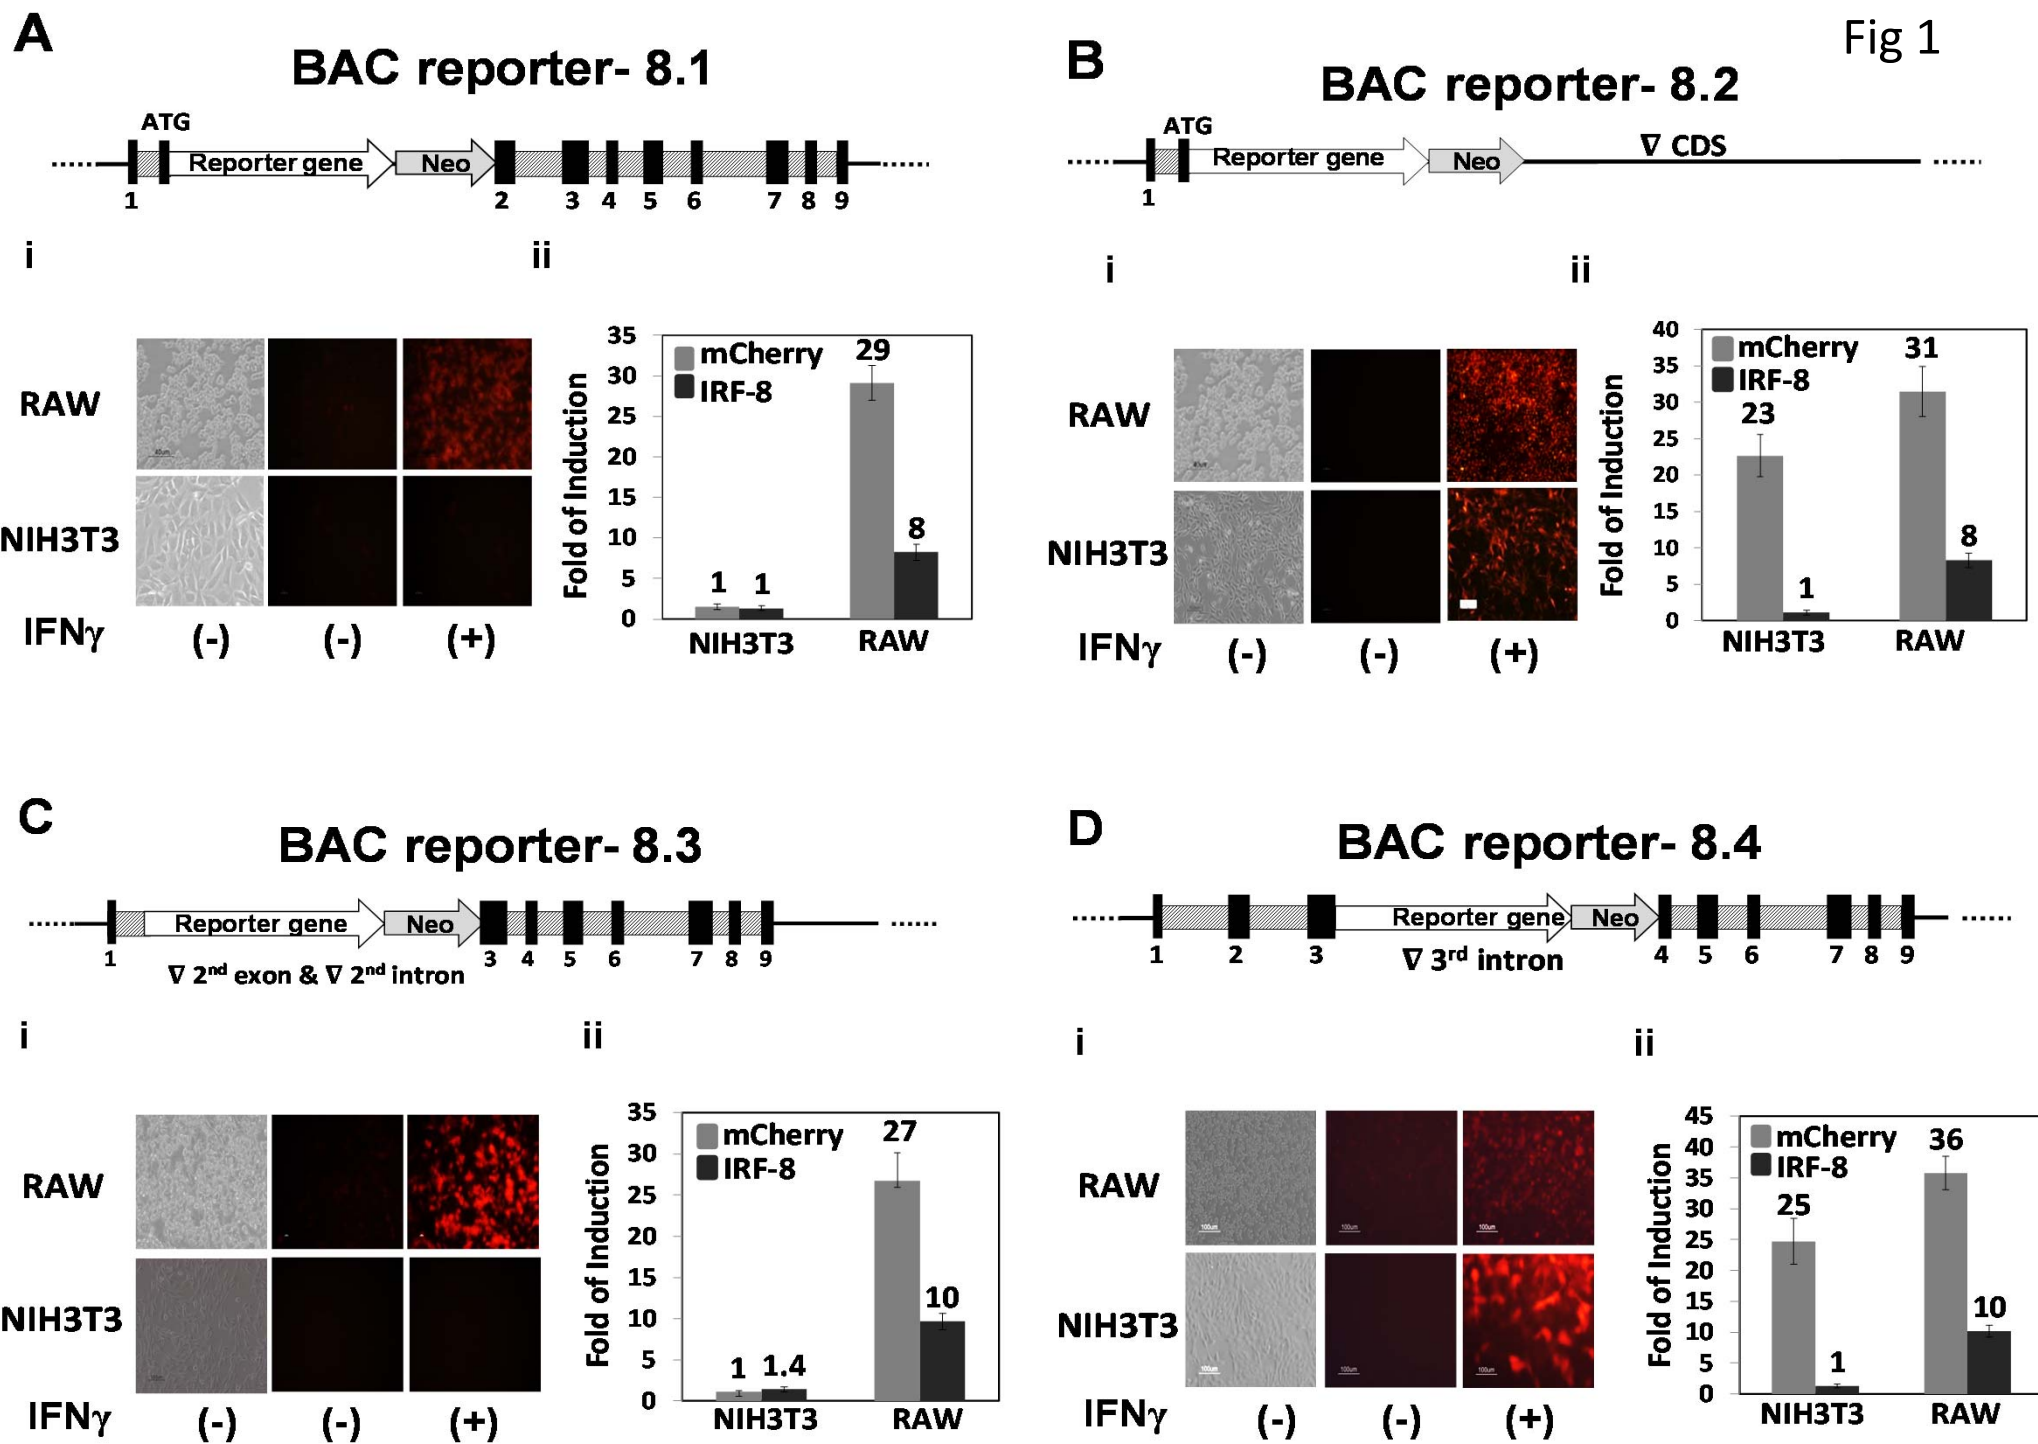 Fig 1
A
BAC reporter- 8.1
ATG
Reporter gene
Neo
1 2 3 4 5 6 7 8 9
i
ii
RAW
NIH3T3
IFNγ
(-) (-) (+)
35
30
25
20
15
10
5
0
Fold of Induction
mCherry
IRF-8
1 1 29 8
NIH3T3 RAW
B
BAC reporter- 8.2
ATG
Reporter gene
Neo
∇ CDS
1
i
ii
RAW
NIH3T3
IFNγ
(-) (-) (+)
40
35
30
25
20
15
10
5
0
Fold of Induction
mCherry
IRF-8
23 1 31 8
NIH3T3 RAW
C
BAC reporter- 8.3
Reporter gene
Neo
1 3 4 5 6 7 8 9
∇ 2nd exon & ∇ 2nd intron
i
ii
RAW
NIH3T3
IFNγ
(-) (-) (+)
35
30
25
20
15
10
5
0
Fold of Induction
mCherry
IRF-8
1 1.4 27 10
NIH3T3 RAW
D
BAC reporter- 8.4
Reporter gene
Neo
1 2 3 4 5 6 7 8 9
∇ 3rd intron
i
ii
RAW
100um 100um 100um
NIH3T3
100um 100um 100um
IFNγ
(-) (-) (+)
45
40
35
30
25
20
15
10
5
0
Fold of Induction
mCherry
IRF-8
25 1 36 10
NIH3T3 RAW